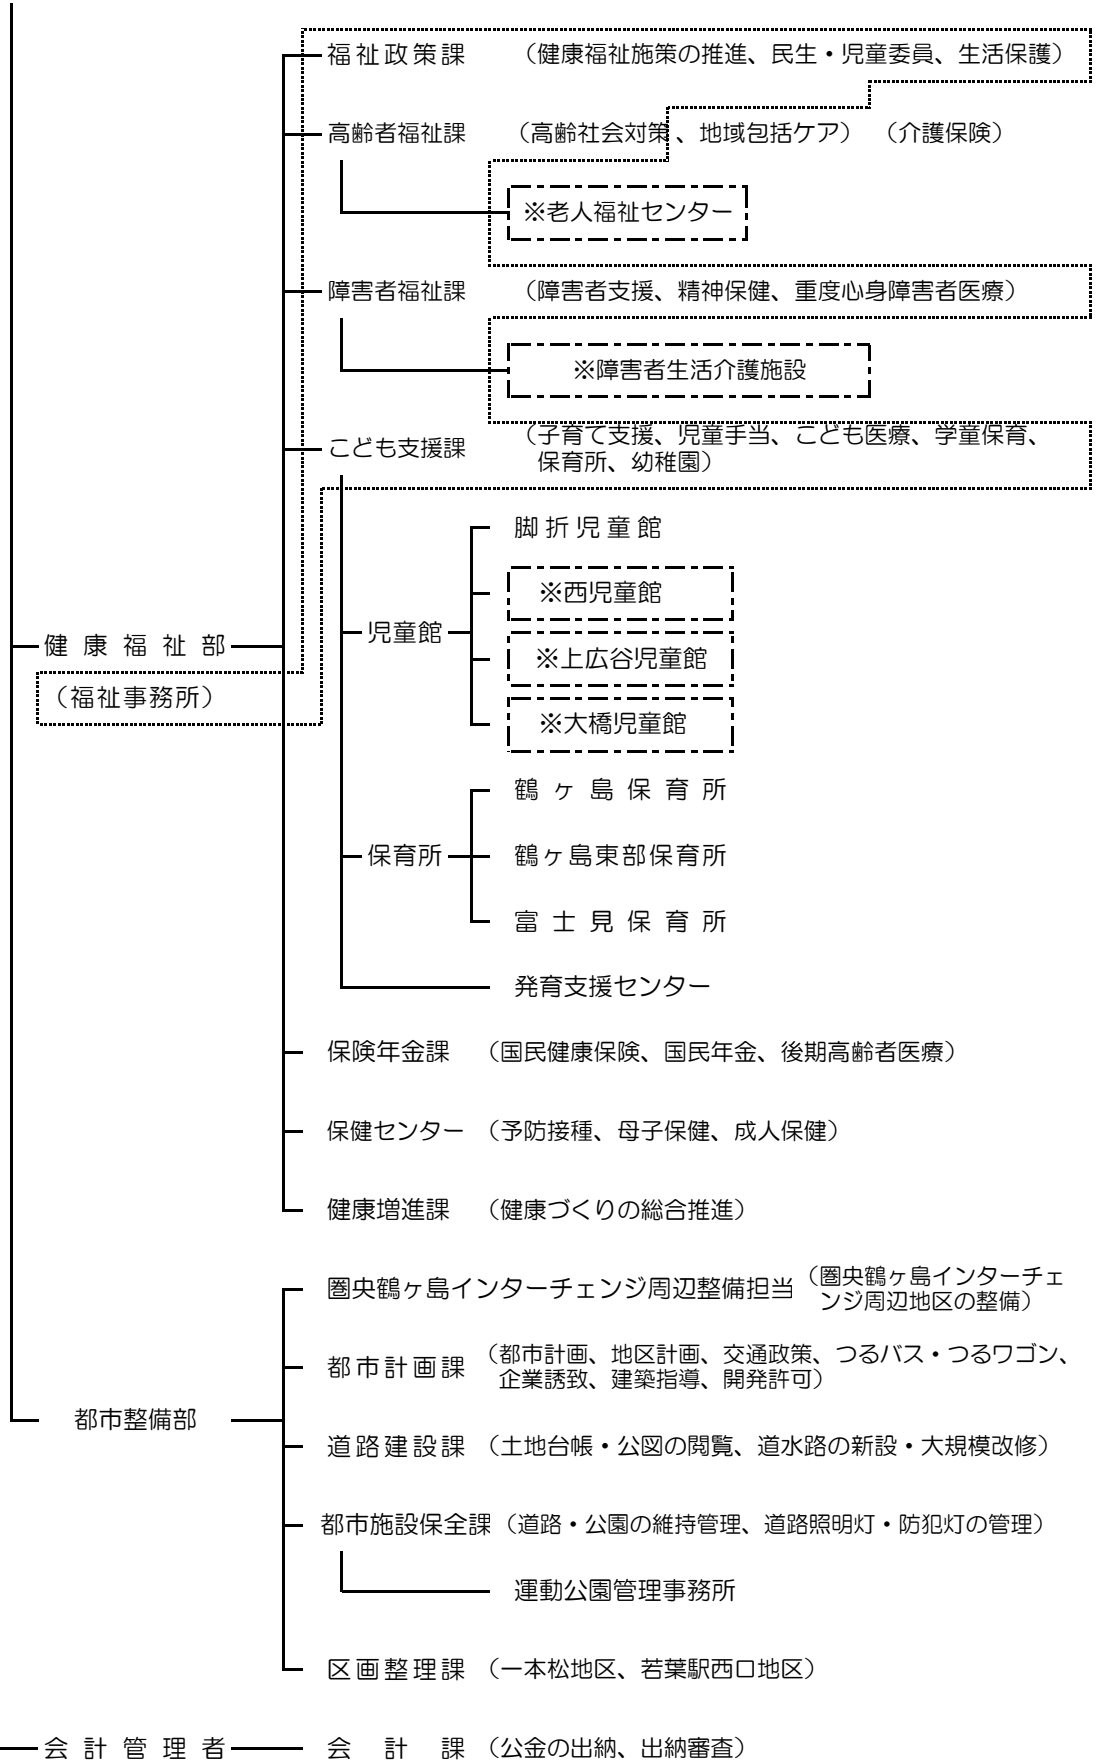 福祉政策課 （健康福祉施策の推進、民生・児童委員、生活保護）
高齢者福祉課 （高齢社会対策、地域包括ケア） （介護保険）
※老人福祉センター
障害者福祉課 （障害者支援、精神保健、重度心身障害者医療）
※障害者生活介護施設
こども支援課 （子育て支援、児童手当、こども医療、学童保育、
保育所、幼稚園）
脚折児童館
※西児童館
児童館
健康福祉部
※上広谷児童館
（福祉事務所）
※大橋児童館
鶴ヶ島保育所
保育所 鶴ヶ島東部保育所
富士見保育所
発育支援センター
保険年金課 （国民健康保険、国民年金、後期高齢者医療）
保健センター （予防接種、母子保健、成人保健）
健康増進課 （健康づくりの総合推進）
圏央鶴ヶ島インターチェンジ周辺整備担当 （圏央鶴ヶ島インターチェ
ンジ周辺地区の整備）
都市計画課 （都市計画、地区計画、交通政策、つるバス・つるワゴン、
企業誘致、建築指導、開発許可）
都市整備部
道路建設課 （土地台帳・公図の閲覧、道水路の新設・大規模改修）
都市施設保全課 （道路・公園の維持管理、道路照明灯・防犯灯の管理）
運動公園管理事務所
区画整理課 （一本松地区、若葉駅西口地区）
会計管理者 会計課 （公金の出納、出納審査）